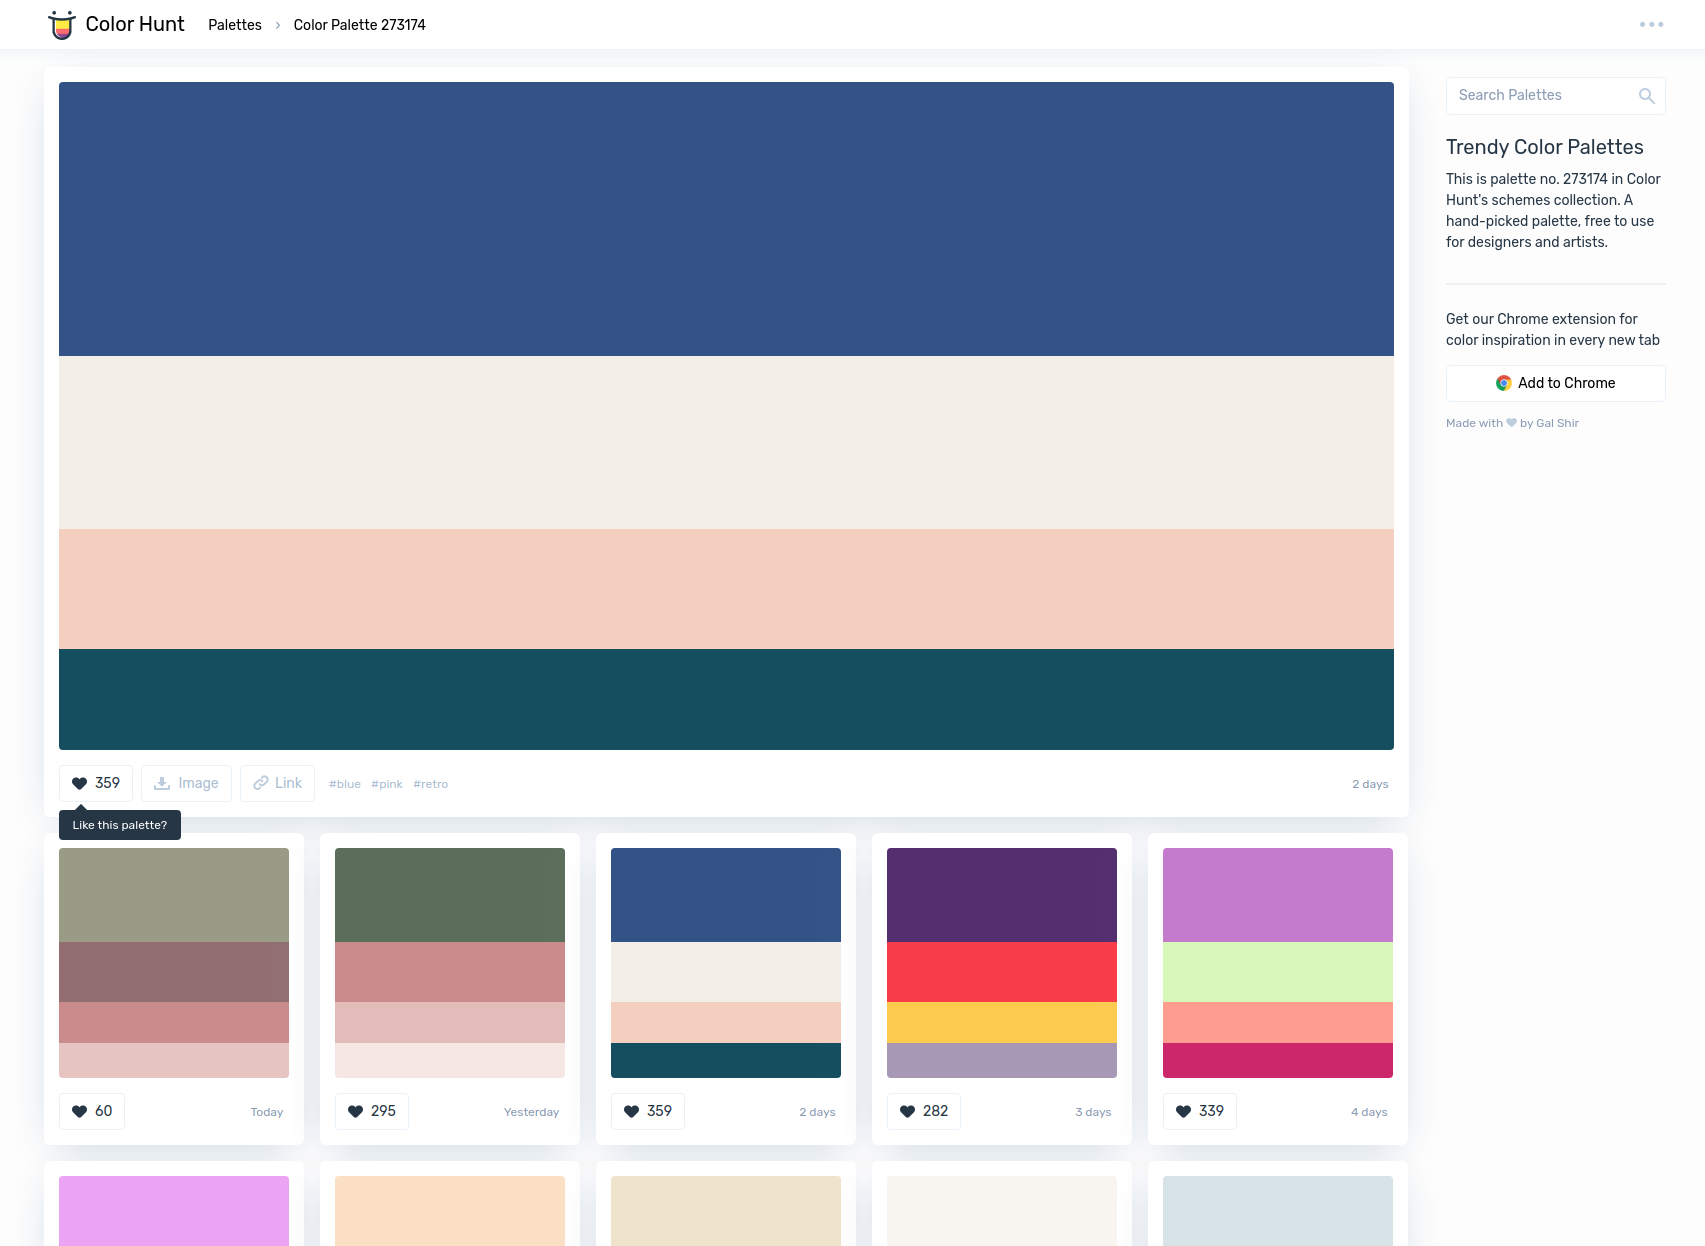 Color Hunt
Palettes › Color Palette 273174
Search Palettes
Trendy Color Palettes
This is palette no. 273174 in Color
Hunt's schemes collection. A
hand-picked palette, free to use
for designers and artists.
Get our Chrome extension for
color inspiration in every new tab
Add to Chrome
Made with by Gal Shir
359 Image Link #blue #pink #retro 2 days
Like this palette?
60 Today
295 Yesterday
359 2 days
282 3 days
339 4 days